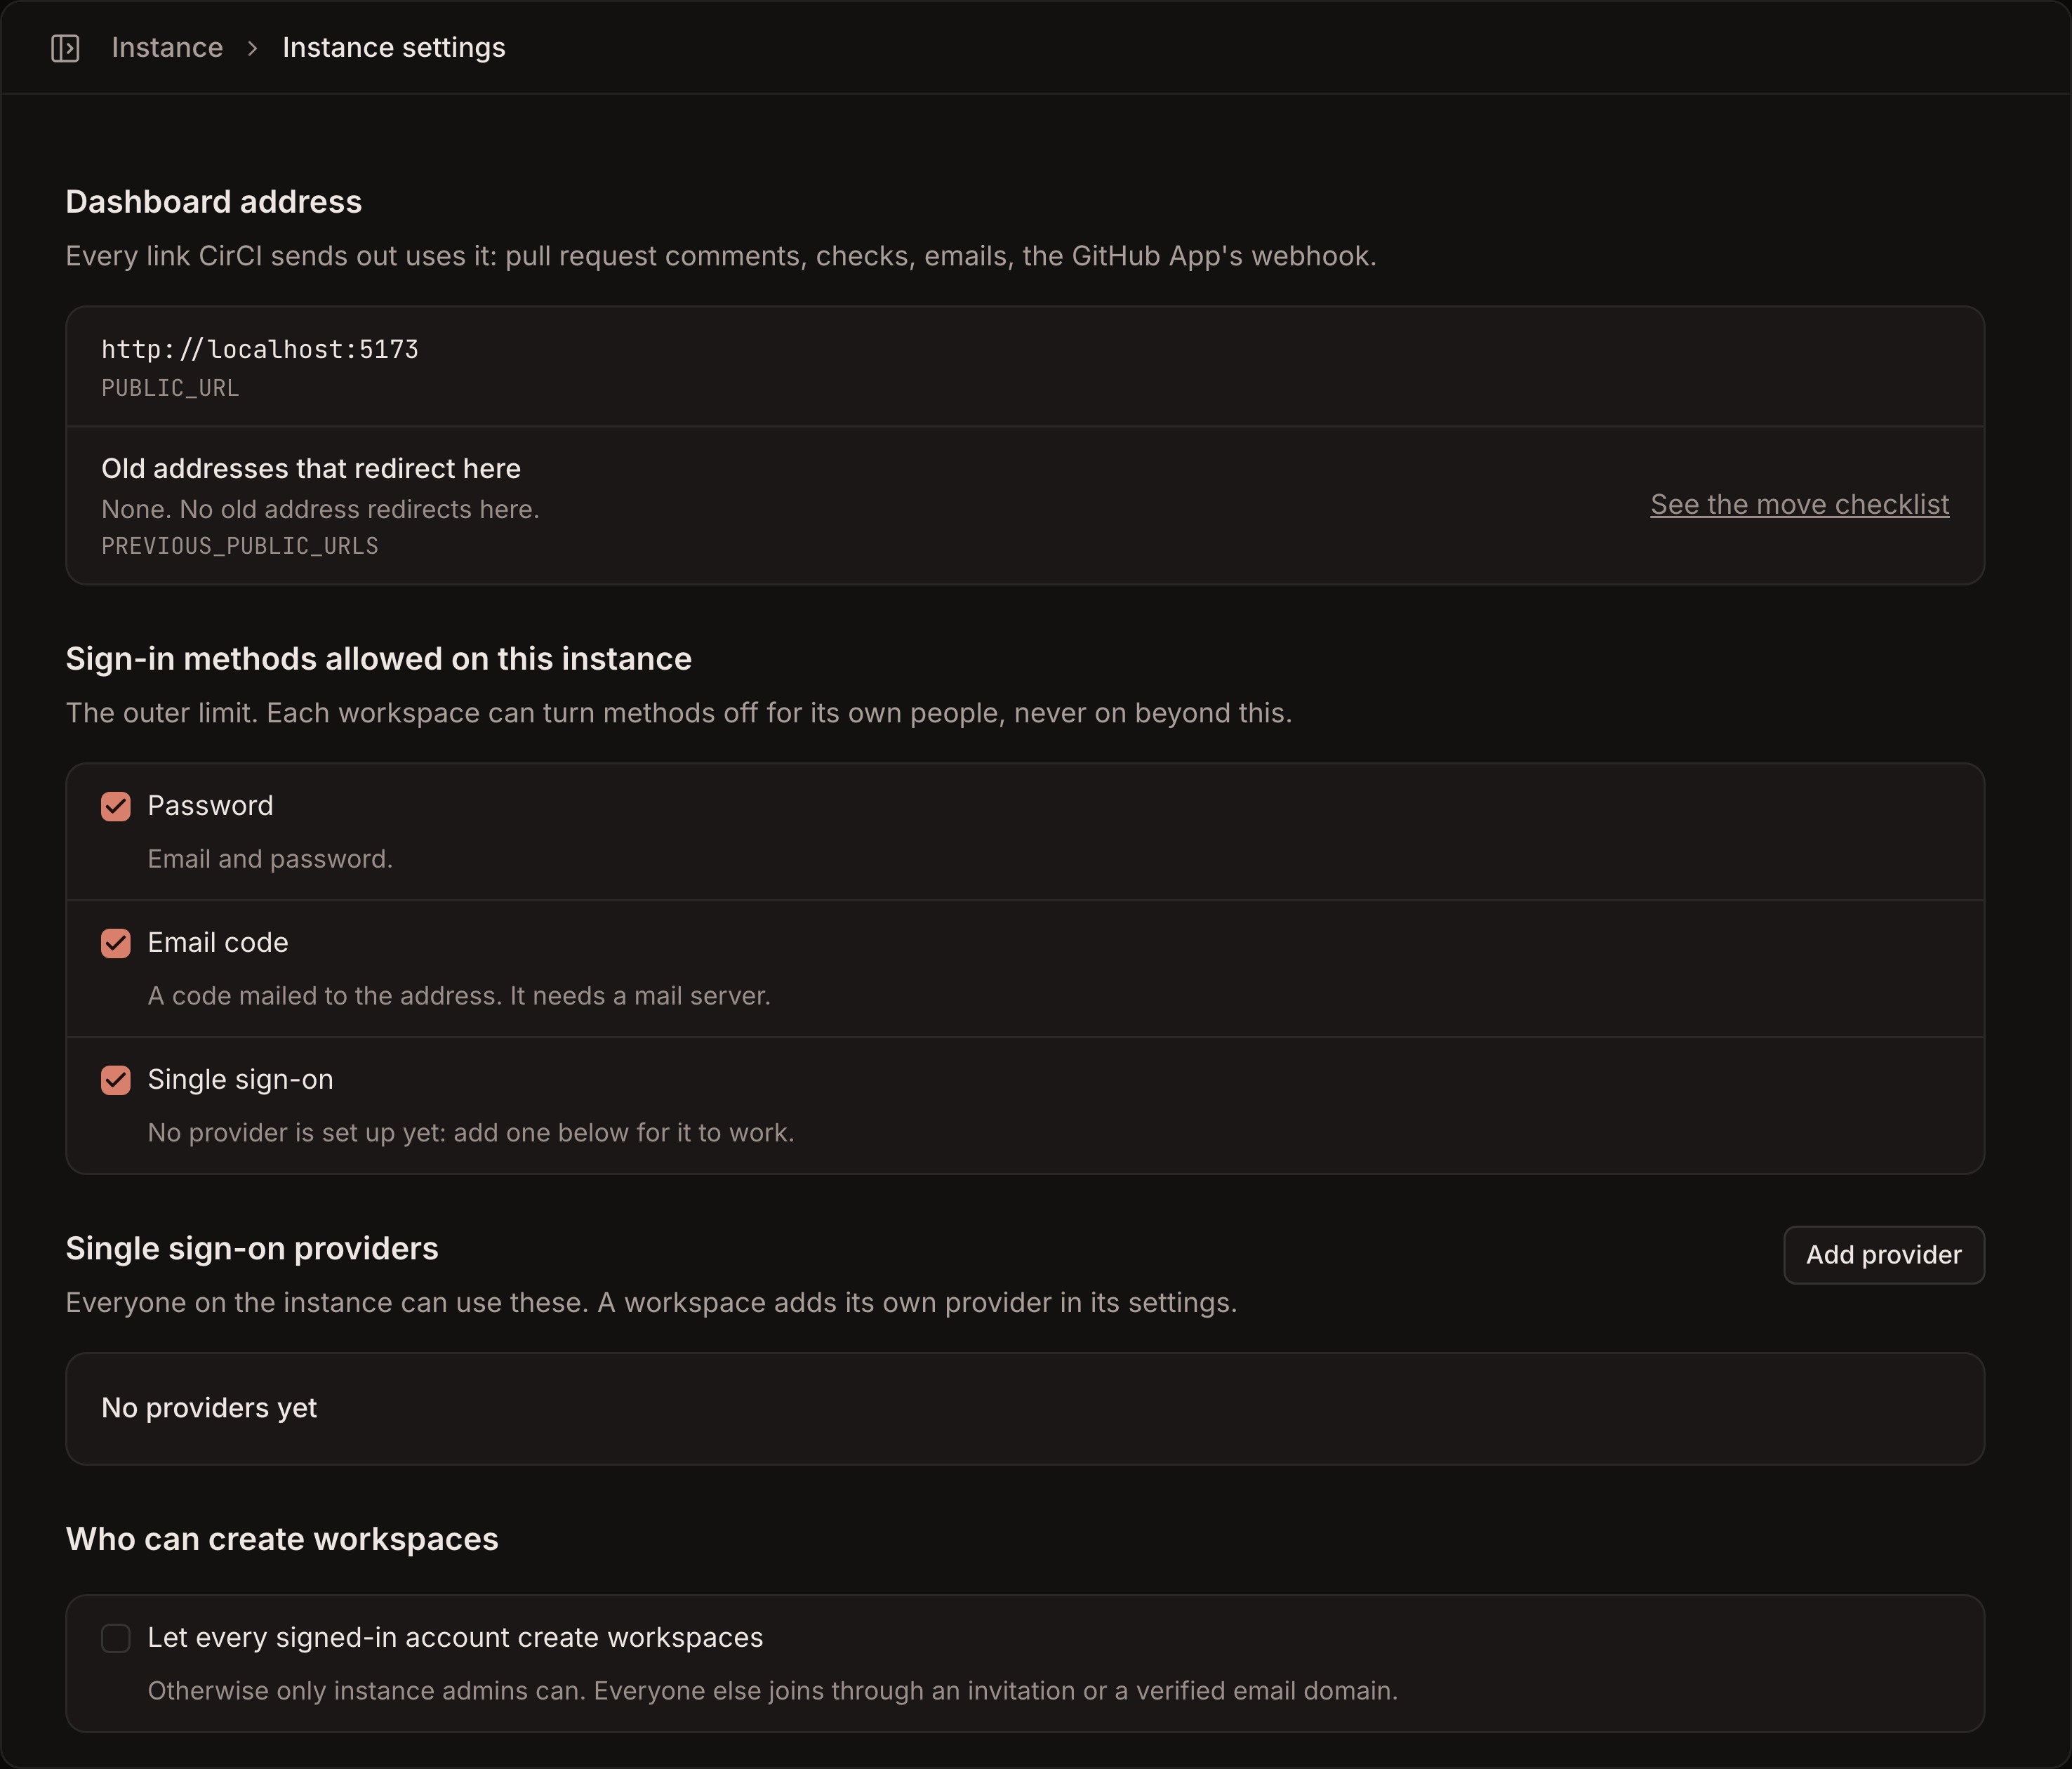 Instance > Instance settings
Dashboard address
Every link CirCI sends out uses it: pull request comments, checks, emails, the GitHub App's webhook.
http://localhost:5173
PUBLIC_URL
Old addresses that redirect here
None. No old address redirects here.
PREVIOUS_PUBLIC_URLS
See the move checklist
Sign-in methods allowed on this instance
The outer limit. Each workspace can turn methods off for its own people, never on beyond this.
Password
Email and password.
Email code
A code mailed to the address. It needs a mail server.
Single sign-on
No provider is set up yet: add one below for it to work.
Single sign-on providers
Add provider
Everyone on the instance can use these. A workspace adds its own provider in its settings.
No providers yet
Who can create workspaces
Let every signed-in account create workspaces
Otherwise only instance admins can. Everyone else joins through an invitation or a verified email domain.